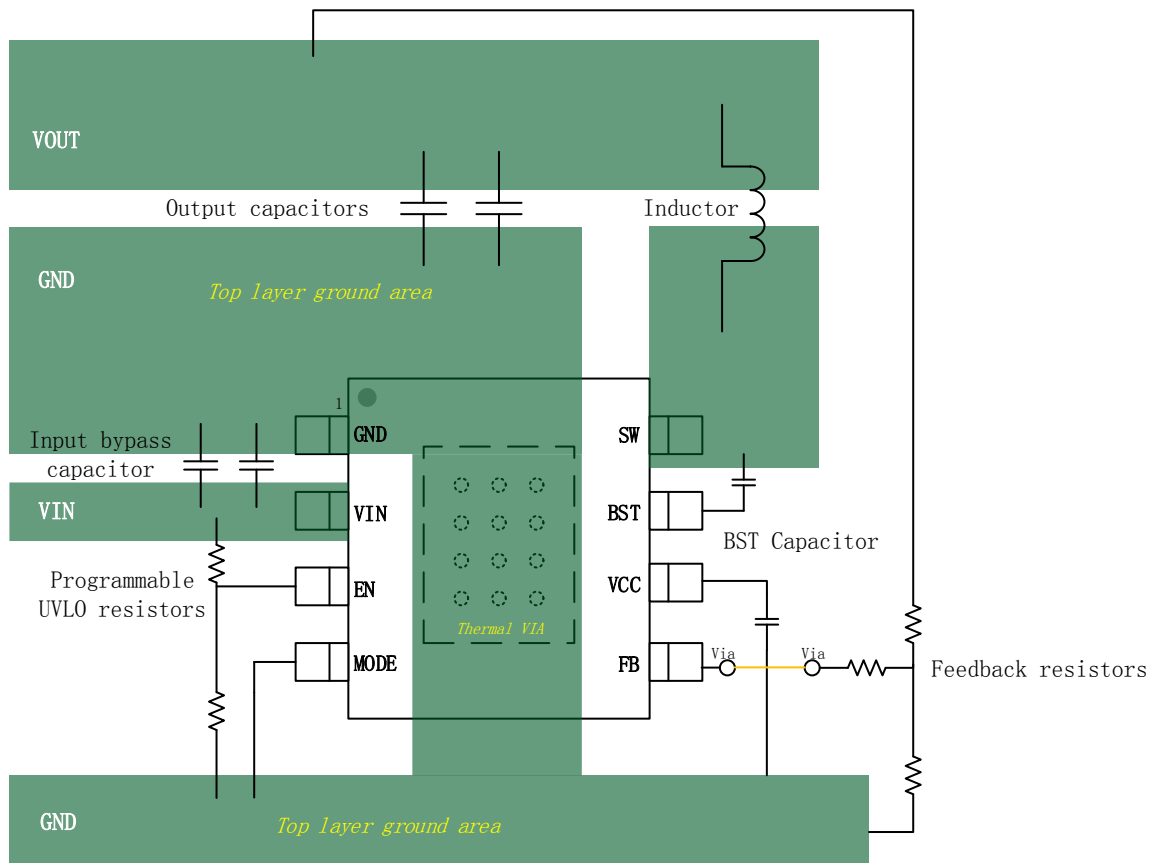 VOUT
Output capacitors
Inductor
GND
Top layer ground area
1
GND
SW
Input bypass
capacitor
VIN
VIN
BST
BST Capacitor
Programmable
UVLO resistors
EN
VCC
Thermal VIA
MODE
FB
Via
Via
Feedback resistors
GND
Top layer ground area